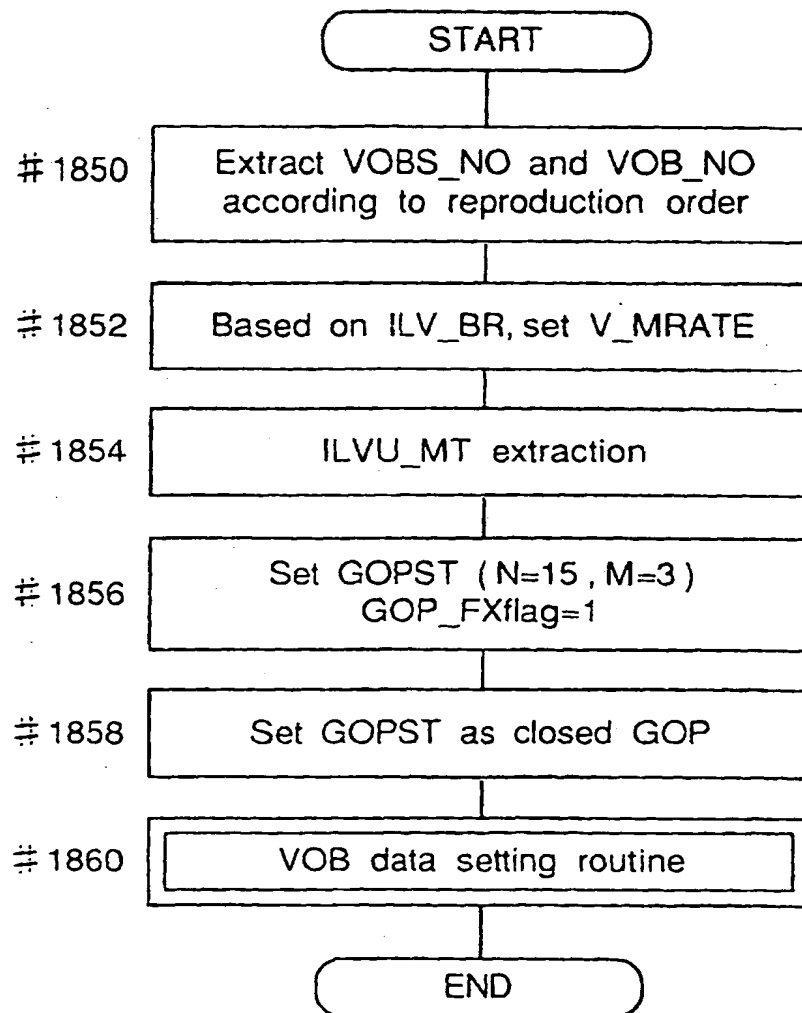 START
#1850
Extract VOBS_NO and VOB_NO
according to reproduction order
#1852
Based on ILV_BR, set V_MRATE
#1854
ILVU_MT extraction
#1856
Set GOPST (N=15, M=3)
GOP_FXflag=1
#1858
Set GOPST as closed GOP
#1860
VOB data setting routine
END